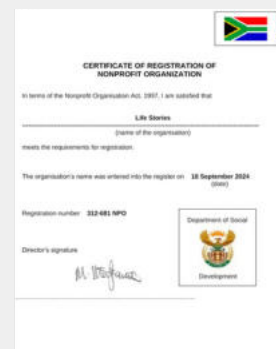 CERTIFICATE OF REGISTRATION OF
NONPROFIT ORGANIZATION
In terms of the Nonprofit Organisation Act, 1997, I am satisfied that
Life Stories
(name of the organisation)
meets the requirements for registration.
The organisation's name was entered into the register on 18 September 2024
(date)
Registration number 312-681 NPO
Department of Social
Development
Director's signature